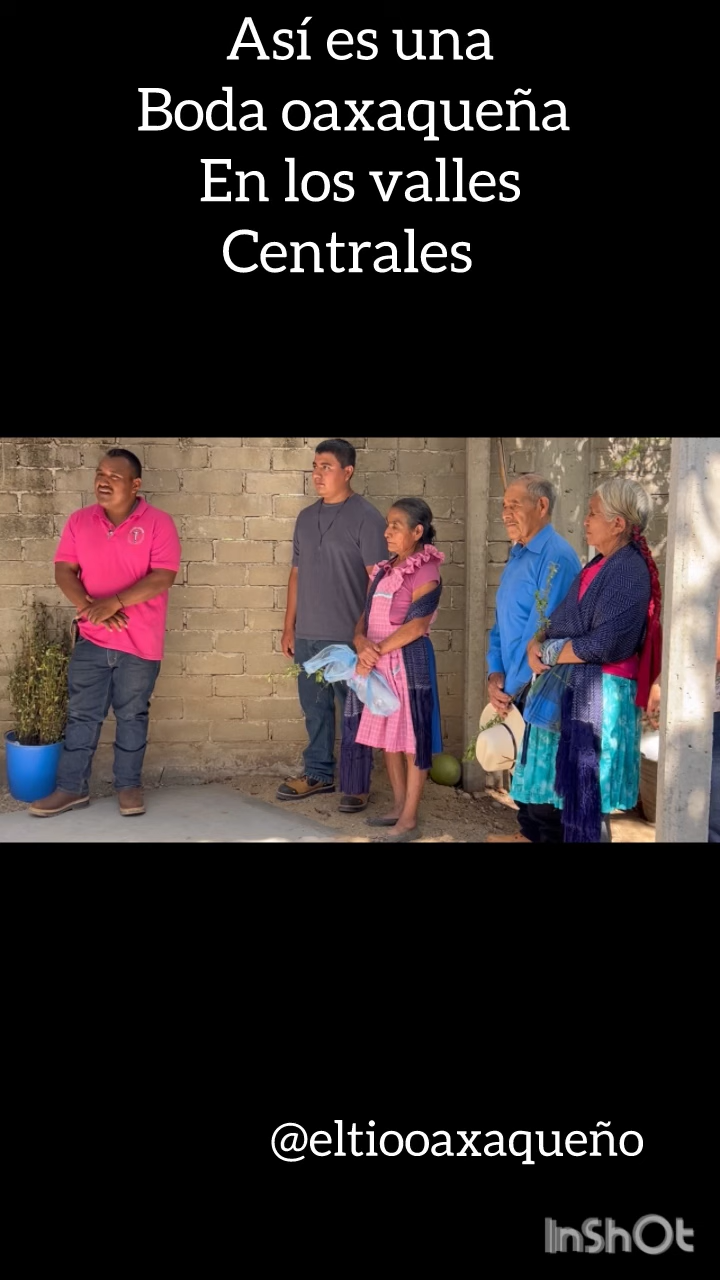 Así es una
Boda oaxaqueña
En los valles
Centrales
@eltiooaxaqueño
InShOt